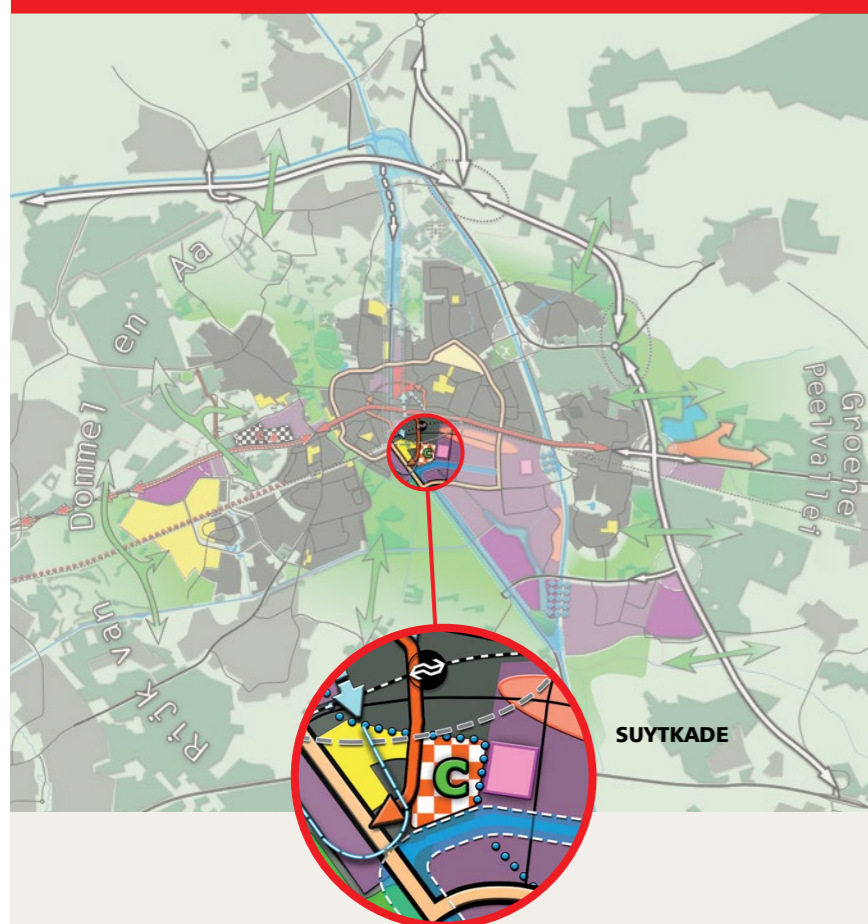 Rijk van
Dommel en Aa
Groene
Peelvallei
C
SUYTKADE
C